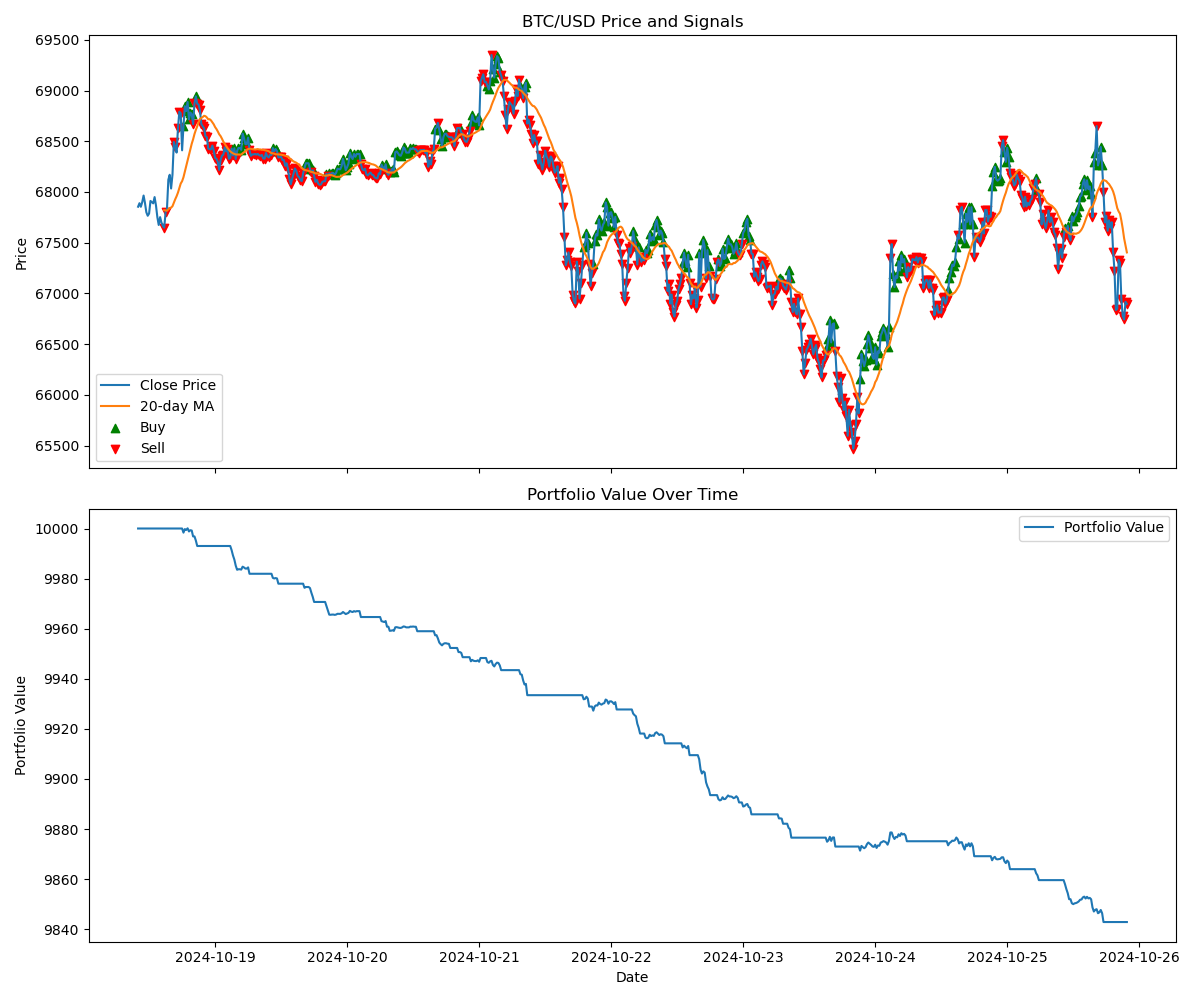 BTC/USD Price and Signals
69500
69000
68500
68000
67500
67000
66500
66000
65500
Price
Close Price
20-day MA
Buy
Sell
Portfolio Value Over Time
10000
9980
9960
9940
9920
9900
9880
9860
9840
Portfolio Value
Portfolio Value
2024-10-19 2024-10-20 2024-10-21 2024-10-22 2024-10-23 2024-10-24 2024-10-25 2024-10-26
Date